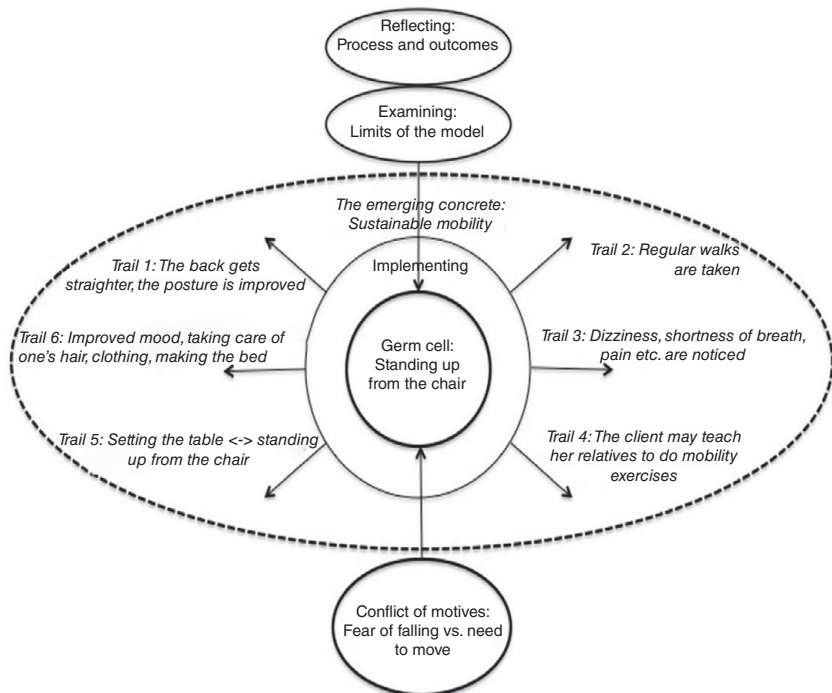 Reflecting:
Process and outcomes
Examining:
Limits of the model
The emerging concrete:
Sustainable mobility
Trail 1: The back gets
straighter, the posture is improved
Implementing
Trail 2: Regular walks
are taken
Trail 6: Improved mood, taking care of
one's hair, clothing, making the bed
Germ cell:
Standing up
from the chair
Trail 3: Dizziness, shortness of breath,
pain etc. are noticed
Trail 5: Setting the table <-> standing
up from the chair
Trail 4: The client may teach
her relatives to do mobility
exercises
Conflict of motives:
Fear of falling vs. need
to move